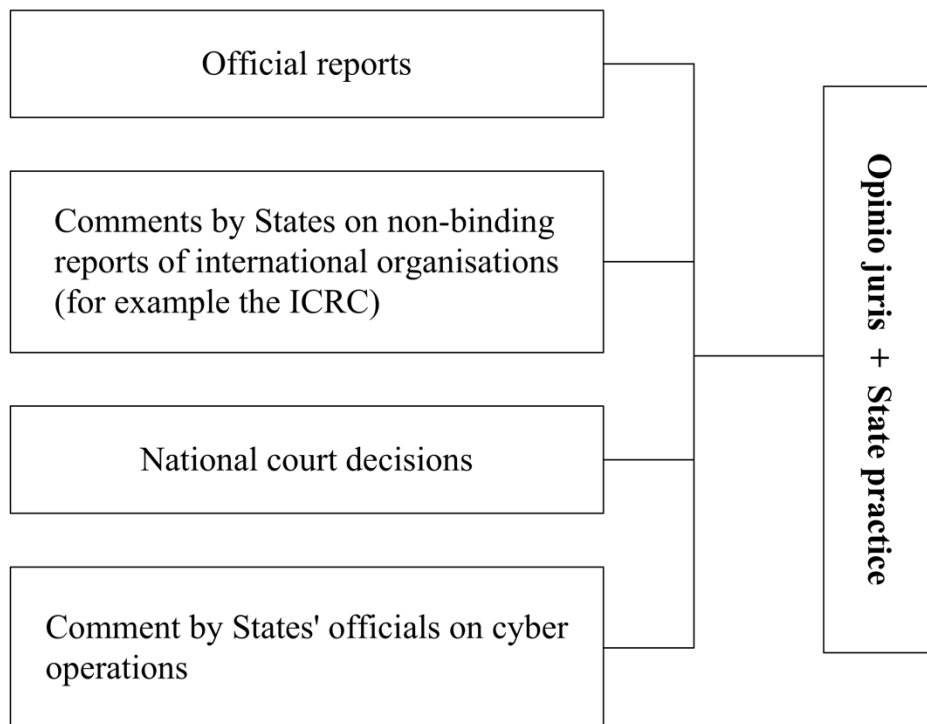 Official reports
Comments by States on non-binding
reports of international organisations
(for example the ICRC)
National court decisions
Comment by States' officials on cyber
operations
Opinio juris + State practice